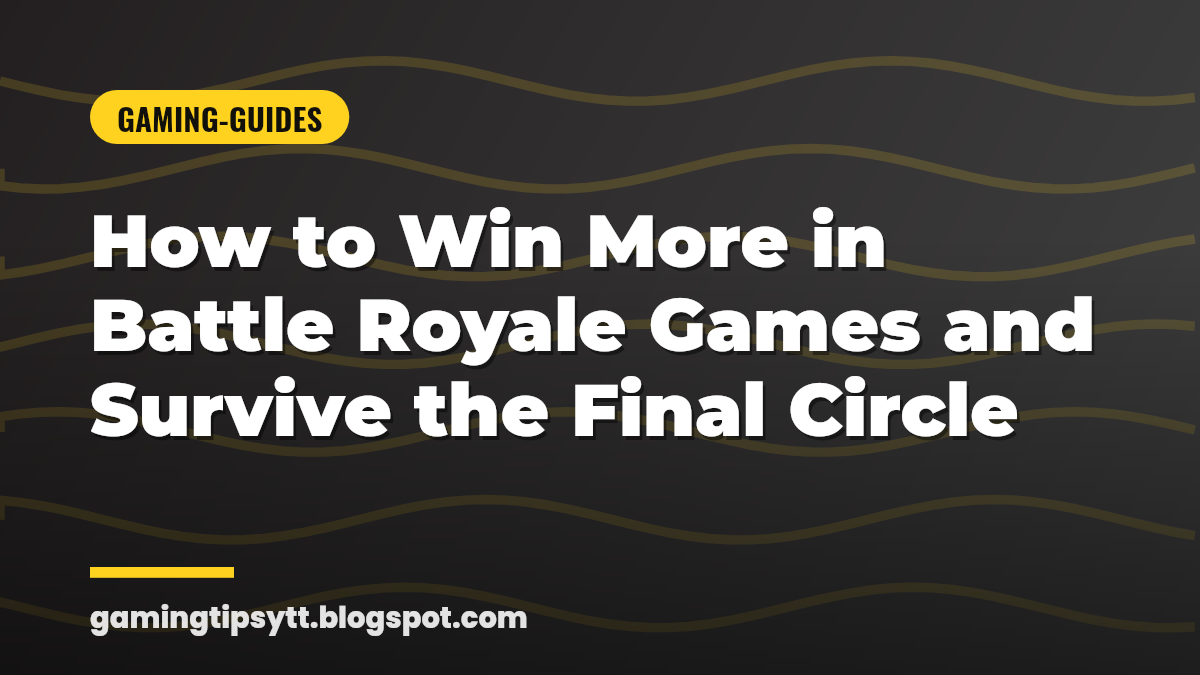 GAMING-GUIDES
How to Win More in
Battle Royale Games and
Survive the Final Circle
gamingtipsytt.blogspot.com